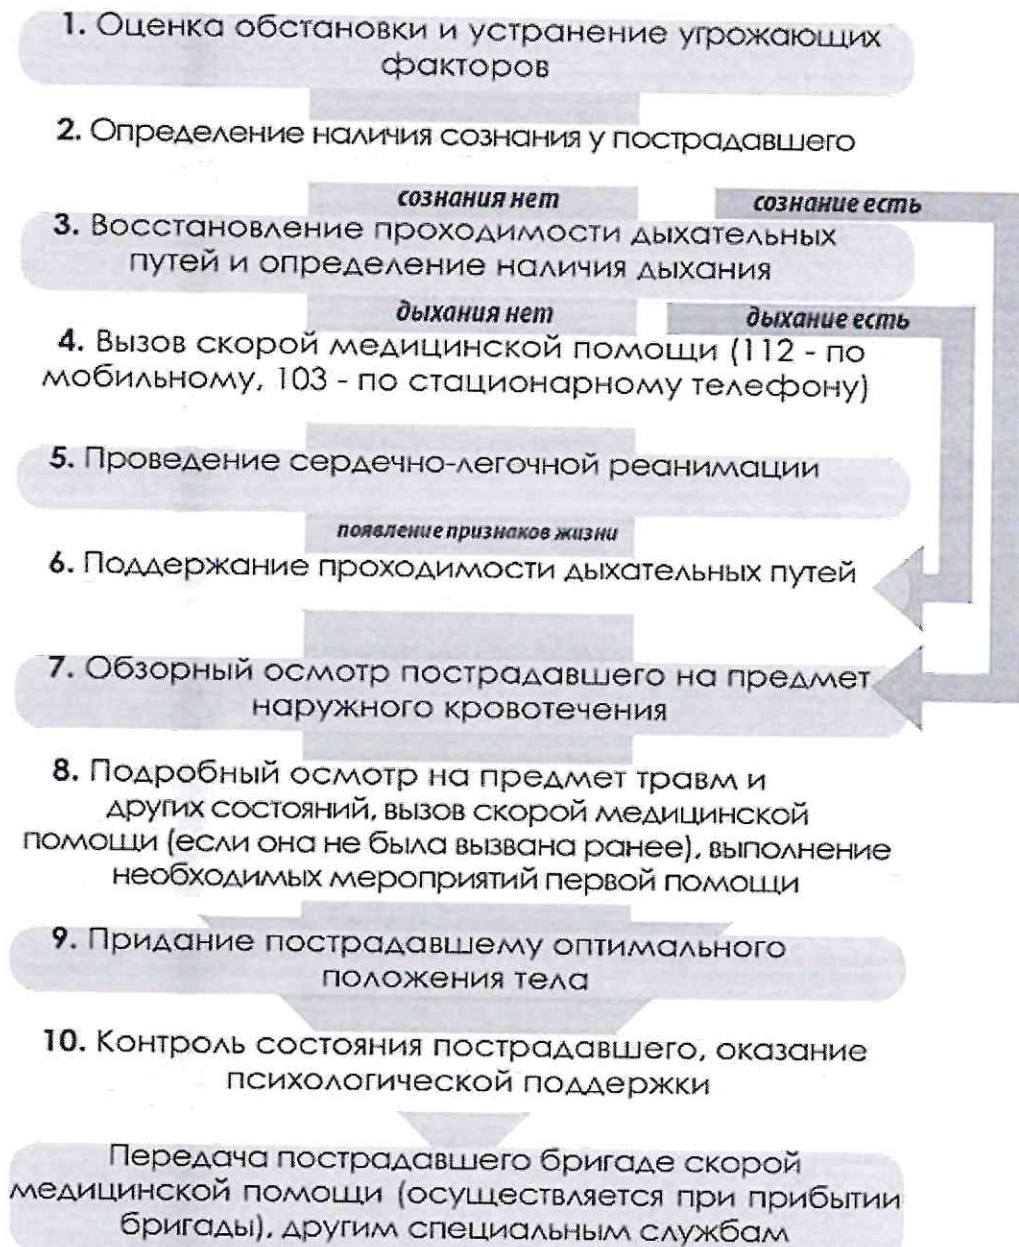 1. Оценка обстановки и устранение угрожающих
факторов
2. Определение наличия сознания у пострадавшего
сознания нет
сознание есть
3. Восстановление проходимости дыхательных
путей и определение наличия дыхания
дыхания нет
дыхание есть
4. Вызов скорой медицинской помощи (112 - по
мобильному, 103 - по стационарному телефону)
5. Проведение сердечно-легочной реанимации
появление признаков жизни
6. Поддержание проходимости дыхательных путей
7. Обзорный осмотр пострадавшего на предмет
наружного кровотечения
8. Подробный осмотр на предмет травм и
других состояний, вызов скорой медицинской
помощи (если она не была вызвана ранее), выполнение
необходимых мероприятий первой помощи
9. Придание пострадавшему оптимального
положения тела
10. Контроль состояния пострадавшего, оказание
психологической поддержки
Передача пострадавшего бригаде скорой
медицинской помощи (осуществляется при прибытии
бригады), другим специальным службам